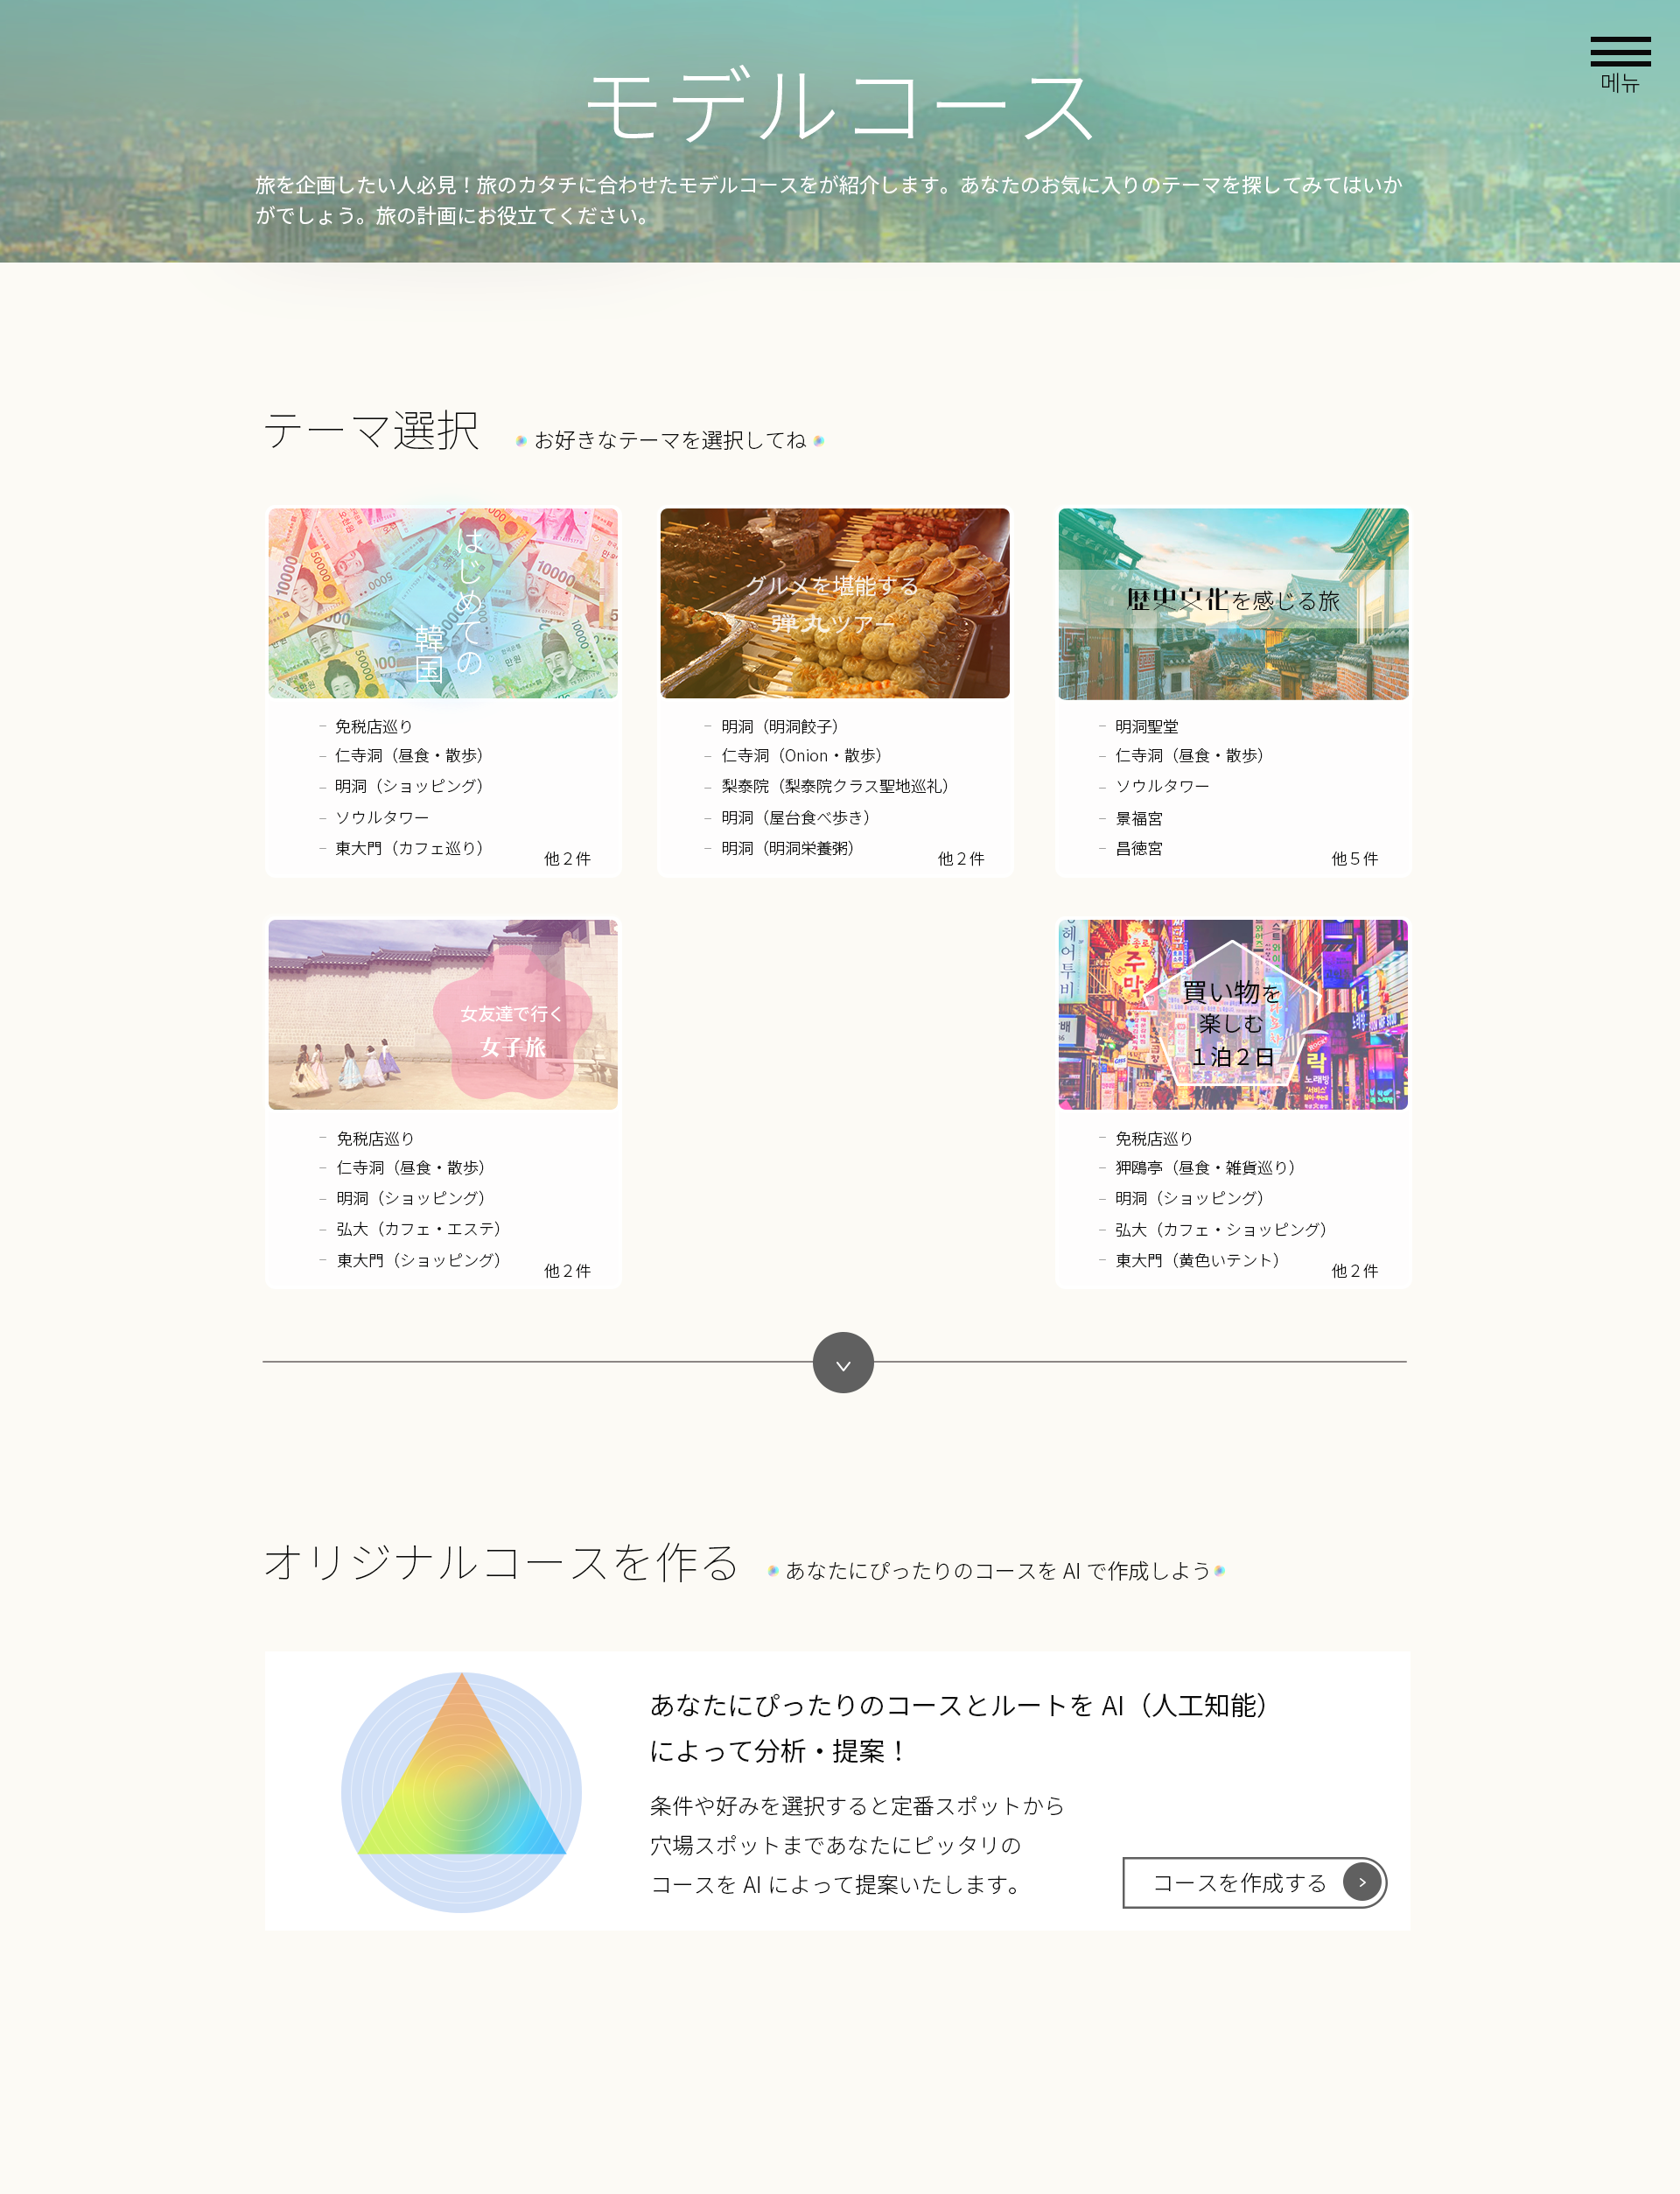 モデルコース
메뉴
旅を企画したい人必見！旅のカタチに合わせたモデルコースをが紹介します。あなたのお気に入りのテーマを探してみてはいか
がでしょう。旅の計画にお役立てください。
テーマ選択
お好きなテーマを選択してね
はじめての
韓国
免税店巡り
仁寺洞（昼食・散歩）
明洞（ショッピング）
ソウルタワー
東大門（カフェ巡り）
他２件
グルメを堪能する
弾丸ツアー
明洞（明洞餃子）
仁寺洞（Onion・散歩）
梨泰院（梨泰院クラス聖地巡礼）
明洞（屋台食べ歩き）
明洞（明洞栄養粥）
他２件
歴史文化を感じる旅
明洞聖堂
仁寺洞（昼食・散歩）
ソウルタワー
景福宮
昌徳宮
他５件
女友達で行く
女子旅
免税店巡り
仁寺洞（昼食・散歩）
明洞（ショッピング）
弘大（カフェ・エステ）
東大門（ショッピング）
他２件
헤어투비
주막
락
노래방
買い物を
楽しむ
１泊２日
免税店巡り
狎鴎亭（昼食・雑貨巡り）
明洞（ショッピング）
弘大（カフェ・ショッピング）
東大門（黄色いテント）
他２件
オリジナルコースを作る
あなたにぴったりのコースを AI で作成しよう
あなたにぴったりのコースとルートを AI（人工知能）
によって分析・提案！
条件や好みを選択すると定番スポットから
穴場スポットまであなたにピッタリの
コースを AI によって提案いたします。
コースを作成する